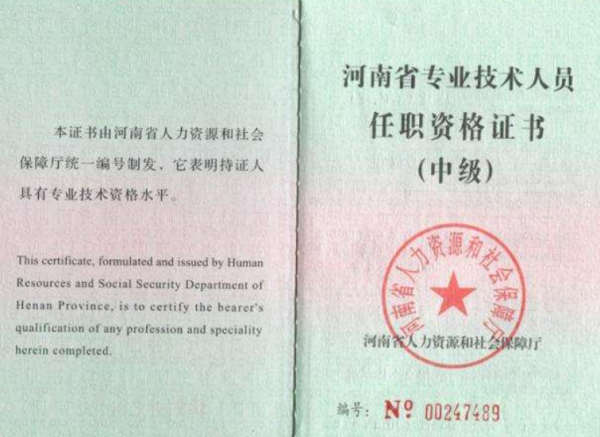 本证书由河南省人力资源和社会
保障厅统一编号制发，它表明持证人
具有专业技术资格水平。
This certificate, formulated and issued by Human
Resources and Social Security Department of
Henan Province, is to certify the bearer's
qualification of any profession and speciality
herein completed.
河南省专业技术人员
任职资格证书
(中级)
河南省人力资源和社会保障厅
河南省人力资源和社会保障厅
编号: Nº 00247489